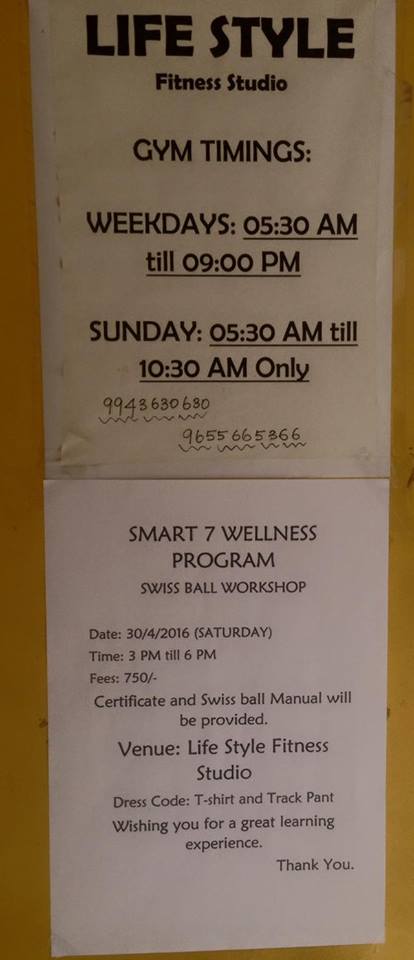 LIFE STYLE
Fitness Studio
GYM TIMINGS:
WEEKDAYS: 05:30 AM
till 09:00 PM
SUNDAY: 05:30 AM till
10:30 AM Only
9943630630
9655665366
SMART 7 WELLNESS
PROGRAM
SWISS BALL WORKSHOP
Date: 30/4/2016 (SATURDAY)
Time: 3 PM till 6 PM
Fees: 750/-
Certificate and Swiss ball Manual will
be provided.
Venue: Life Style Fitness
Studio
Dress Code: T-shirt and Track Pant
Wishing you for a great learning
experience.
Thank You.